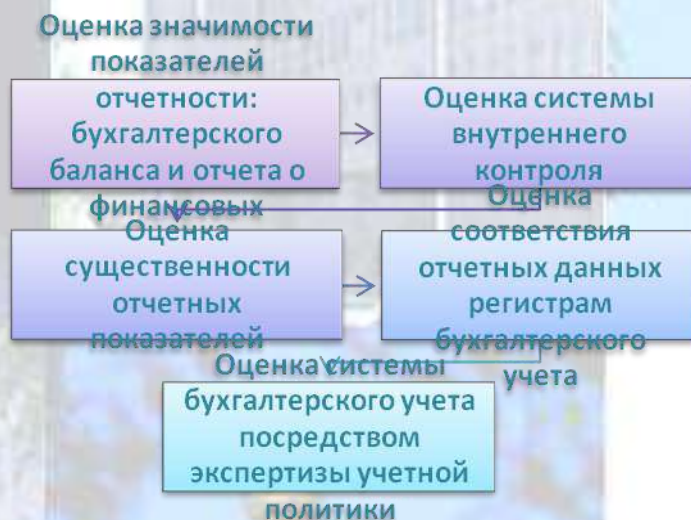 Оценка значимости
показателей
отчетности:
бухгалтерского
баланса и отчета о
финансовых
Оценка системы
внутреннего
контроля
Оценка
существенности
отчетных
показателей
Оценка
соответствия
отчетных данных
регистрам
бухгалтерского
учета
Оценка системы
бухгалтерского учета
посредством
экспертизы учетной
политики